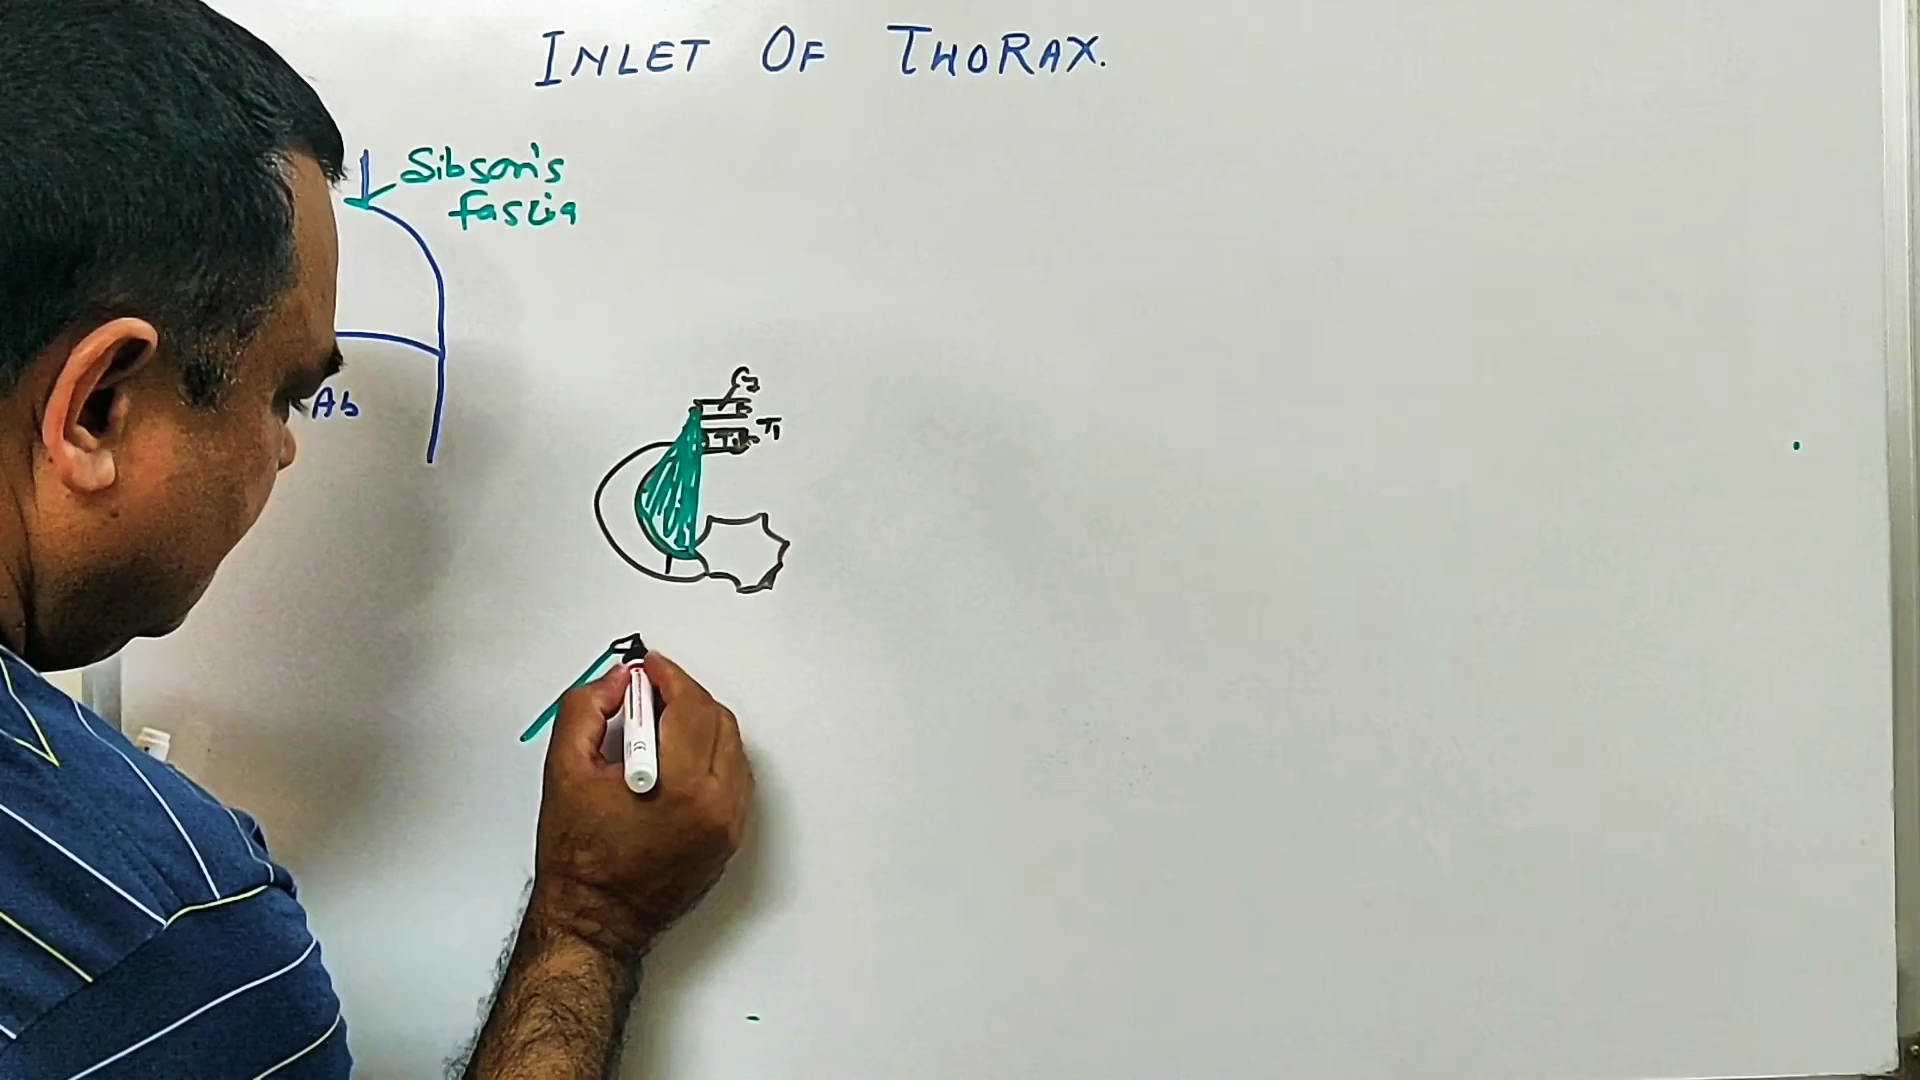 INLET OF THORAX.
Sibson's
fascia
Ab
C7
T1